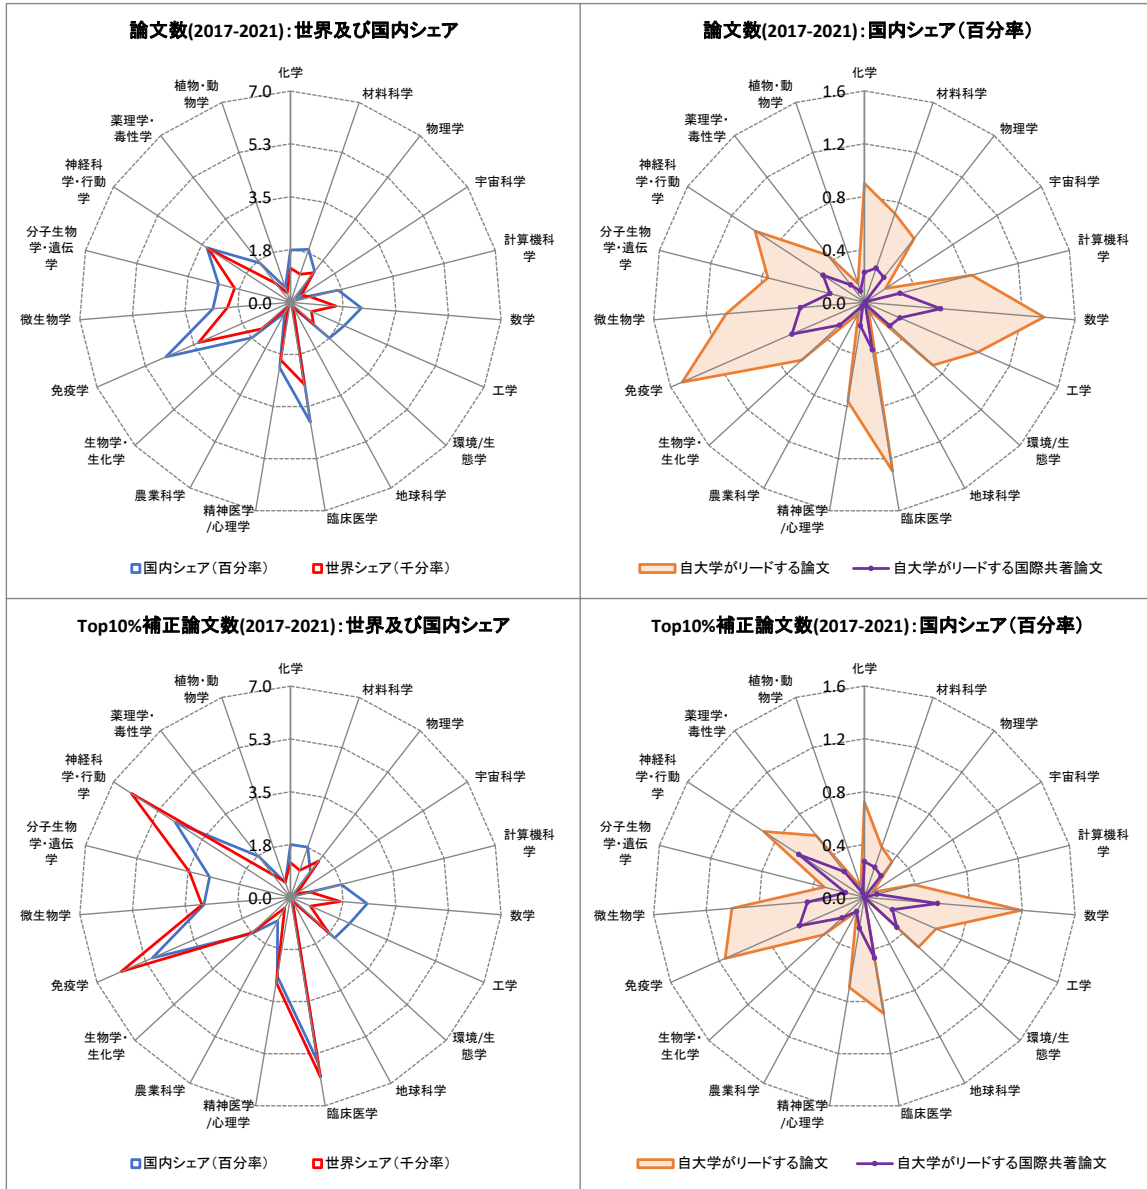 論文数(2017-2021)：世界及び国内シェア
化学
材料科学
物理学
宇宙科学
計算機科
学
数学
工学
環境/生
態学
地球科学
臨床医学
精神医学
/心理学
農業科学
生物学・
生化学
免疫学
微生物学
分子生物
学・遺伝
学
神経科
学・行動
学
薬理学・
毒性学
植物・動
物学
7.0
5.3
3.5
1.8
0.0
国内シェア（百分率）
世界シェア（千分率）
論文数(2017-2021)：国内シェア（百分率）
化学
材料科学
物理学
宇宙科学
計算機科
学
数学
工学
環境/生
態学
地球科学
臨床医学
精神医学
/心理学
農業科学
生物学・
生化学
免疫学
微生物学
分子生物
学・遺伝
学
神経科
学・行動
学
薬理学・
毒性学
植物・動
物学
1.6
1.2
0.8
0.4
0.0
自大学がリードする論文
自大学がリードする国際共著論文
Top10%補正論文数(2017-2021)：世界及び国内シェア
化学
材料科学
物理学
宇宙科学
計算機科
学
数学
工学
環境/生
態学
地球科学
臨床医学
精神医学
/心理学
農業科学
生物学・
生化学
免疫学
微生物学
分子生物
学・遺伝
学
神経科
学・行動
学
薬理学・
毒性学
植物・動
物学
7.0
5.3
3.5
1.8
0.0
国内シェア（百分率）
世界シェア（千分率）
Top10%補正論文数(2017-2021)：国内シェア（百分率）
化学
材料科学
物理学
宇宙科学
計算機科
学
数学
工学
環境/生
態学
地球科学
臨床医学
精神医学
/心理学
農業科学
生物学・
生化学
免疫学
微生物学
分子生物
学・遺伝
学
神経科
学・行動
学
薬理学・
毒性学
植物・動
物学
1.6
1.2
0.8
0.4
0.0
自大学がリードする論文
自大学がリードする国際共著論文